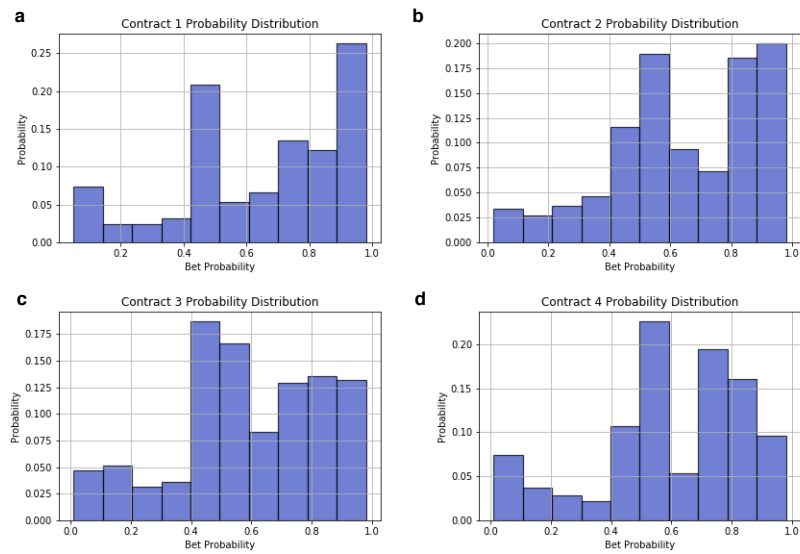 a
Contract 1 Probability Distribution
0.25
0.20
0.15
0.10
0.05
0.00
Probability
0.2 0.4 0.6 0.8 1.0
Bet Probability
b
Contract 2 Probability Distribution
0.200
0.175
0.150
0.125
0.100
0.075
0.050
0.025
0.000
Probability
0.0 0.2 0.4 0.6 0.8 1.0
Bet Probability
c
Contract 3 Probability Distribution
0.175
0.150
0.125
0.100
0.075
0.050
0.025
0.000
Probability
0.0 0.2 0.4 0.6 0.8 1.0
Bet Probability
d
Contract 4 Probability Distribution
0.20
0.15
0.10
0.05
0.00
Probability
0.0 0.2 0.4 0.6 0.8 1.0
Bet Probability